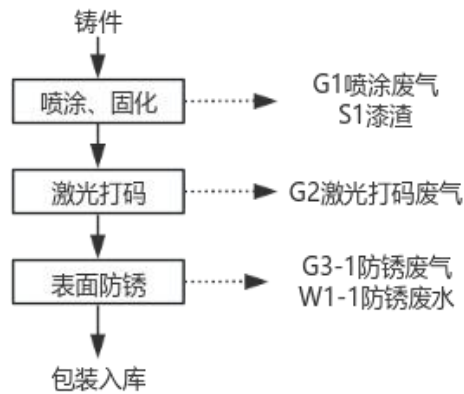 铸件
喷涂、固化
G1喷涂废气
S1漆渣
激光打码
G2激光打码废气
表面防锈
G3-1防锈废气
W1-1防锈废水
包装入库